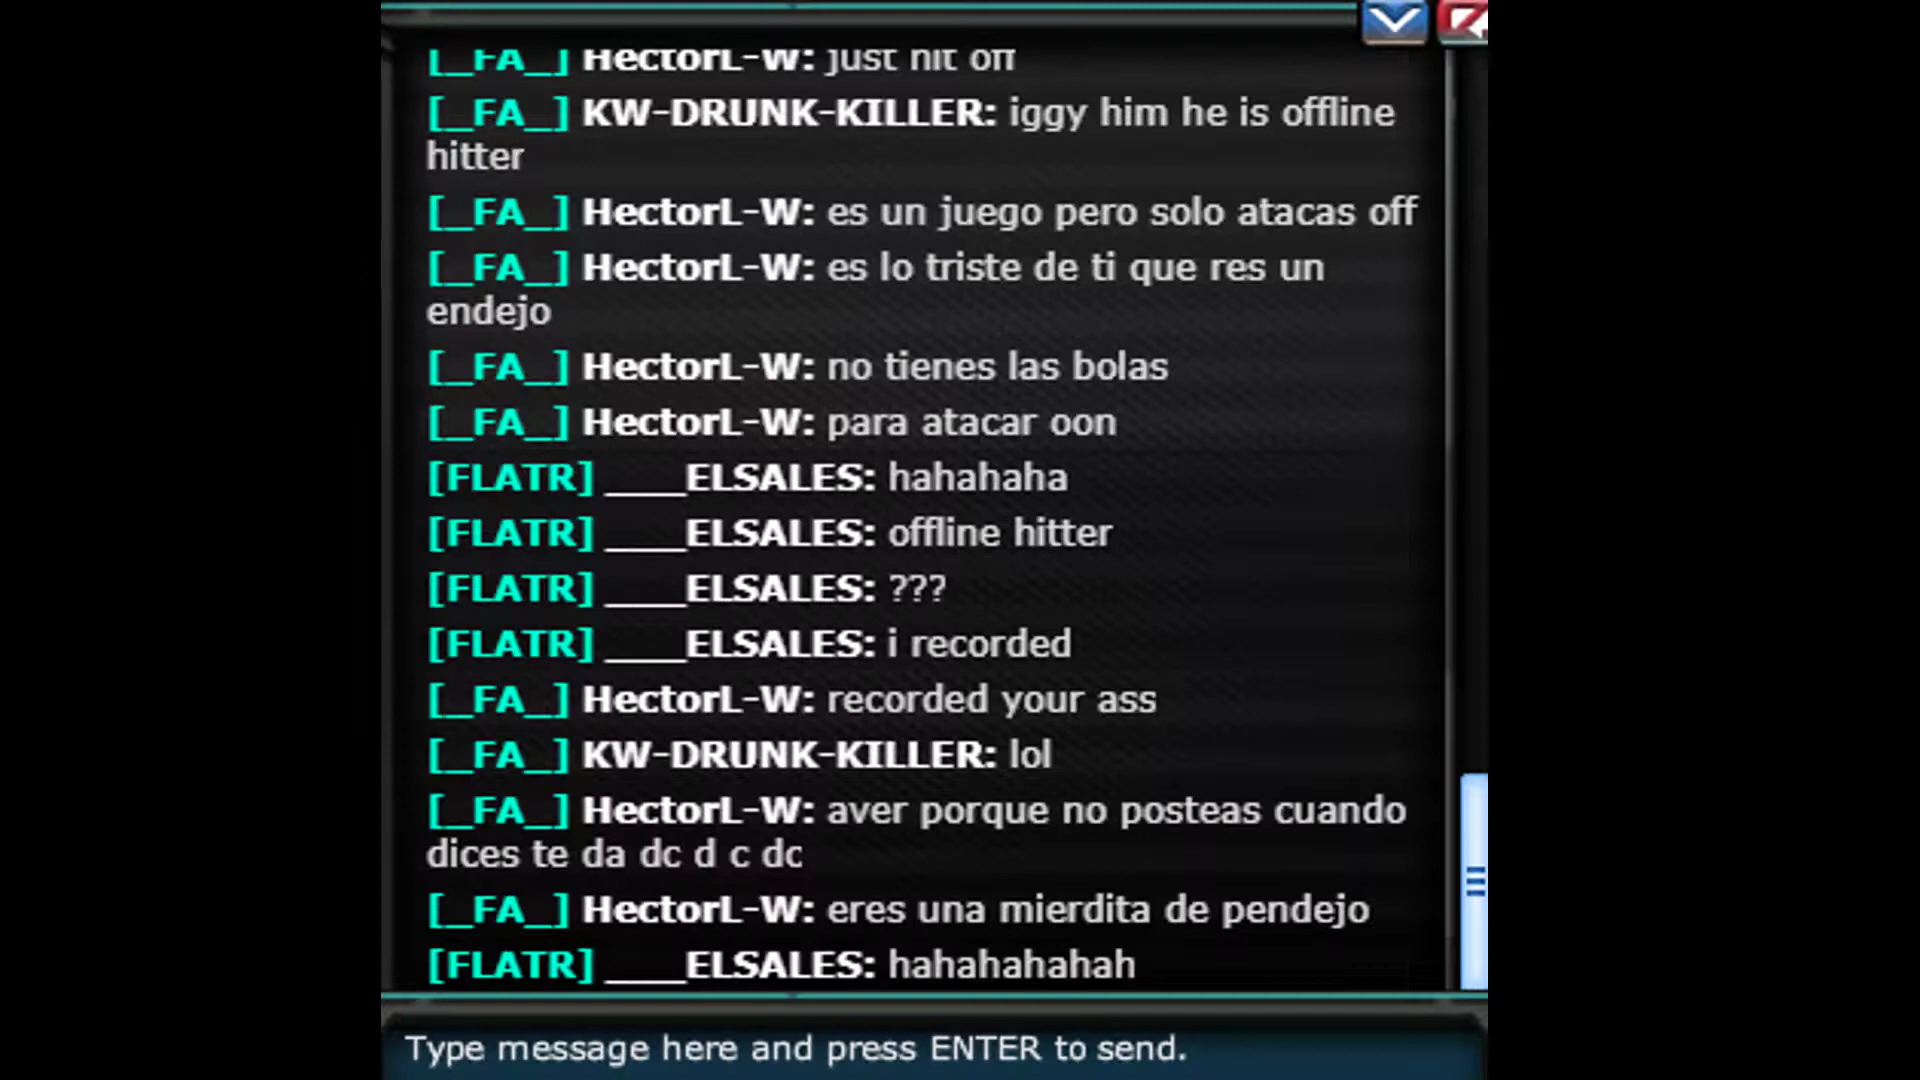 [_FA_] HectorL-W: just hit off
[_FA_] KW-DRUNK-KILLER: iggy him he is offline
hitter
[_FA_] HectorL-W: es un juego pero solo atacas off
[_FA_] HectorL-W: es lo triste de ti que res un
endejo
[_FA_] HectorL-W: no tienes las bolas
[_FA_] HectorL-W: para atacar oon
[FLATR] ____ELSALES: hahahaha
[FLATR] ____ELSALES: offline hitter
[FLATR] ____ELSALES: ???
[FLATR] ____ELSALES: i recorded
[_FA_] HectorL-W: recorded your ass
[_FA_] KW-DRUNK-KILLER: lol
[_FA_] HectorL-W: aver porque no posteas cuando
dices te da dc d c dc
[_FA_] HectorL-W: eres una mierdita de pendejo
[FLATR] ____ELSALES: hahahahahah
Type message here and press ENTER to send.